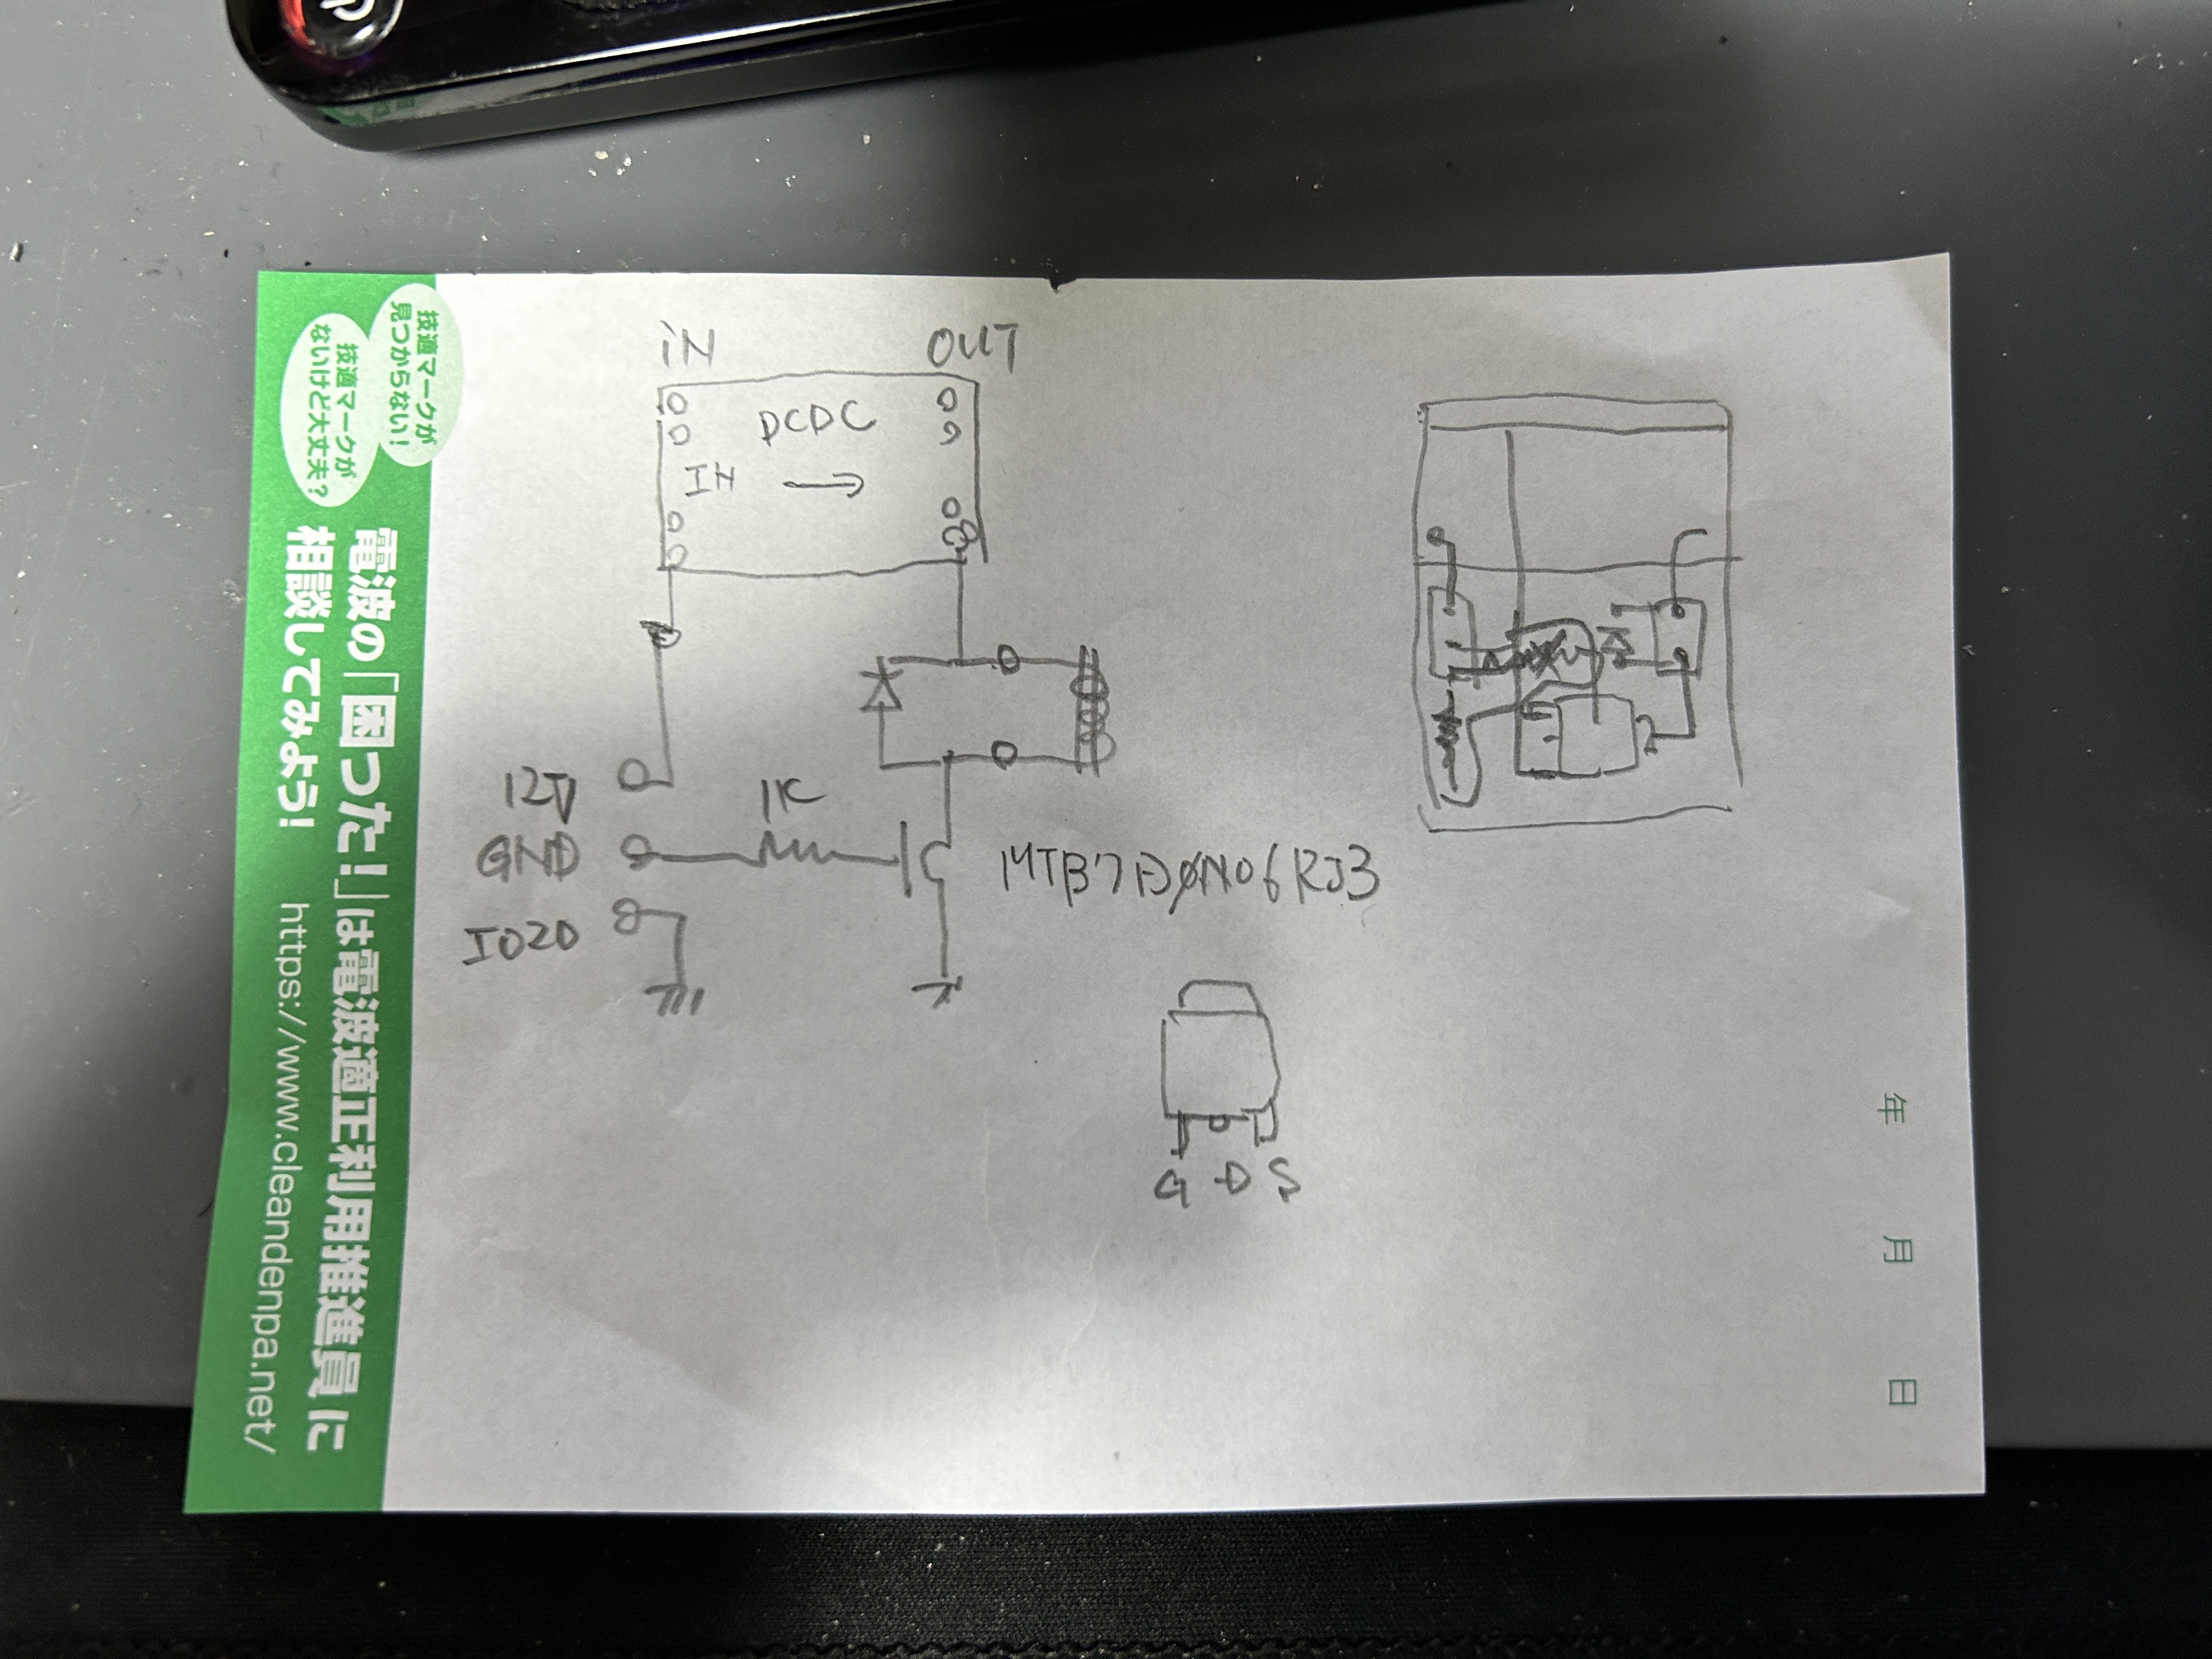 技適マークが
見つからない!
技適マークが
ないけど大丈夫?
電波の「困った!」は電波適正利用推進員に
相談してみよう! https://www.cleandenpa.net/
12V
GND
IO20
IN
IN
DCDC
OUT
1K
G D S
年 月 日